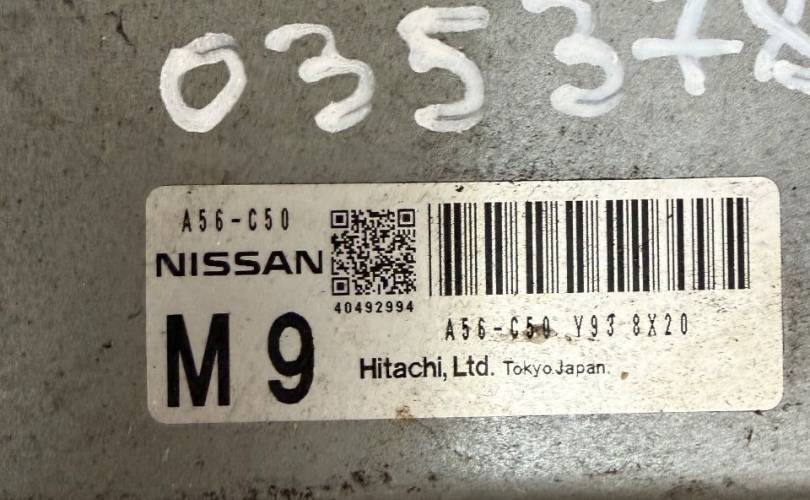 035378
A56-C50
NISSAN
40492994
M 9
A56-C50 Y93 8X20
Hitachi, Ltd. Tokyo Japan.